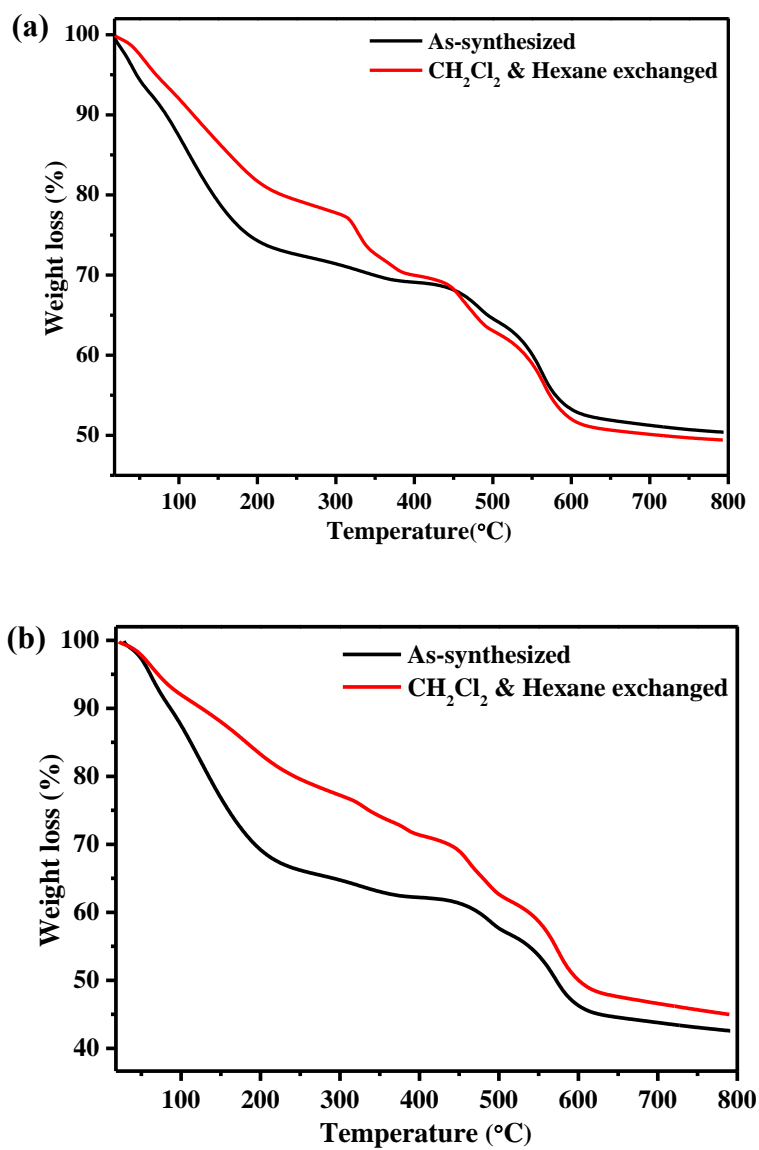 (a)
As-synthesized
CH₂Cl₂ & Hexane exchanged
100
90
80
70
60
50
Weight loss (%)
100 200 300 400 500 600 700 800
Temperature(°C)
(b)
As-synthesized
CH₂Cl₂ & Hexane exchanged
100
90
80
70
60
50
40
Weight loss (%)
100 200 300 400 500 600 700 800
Temperature (°C)